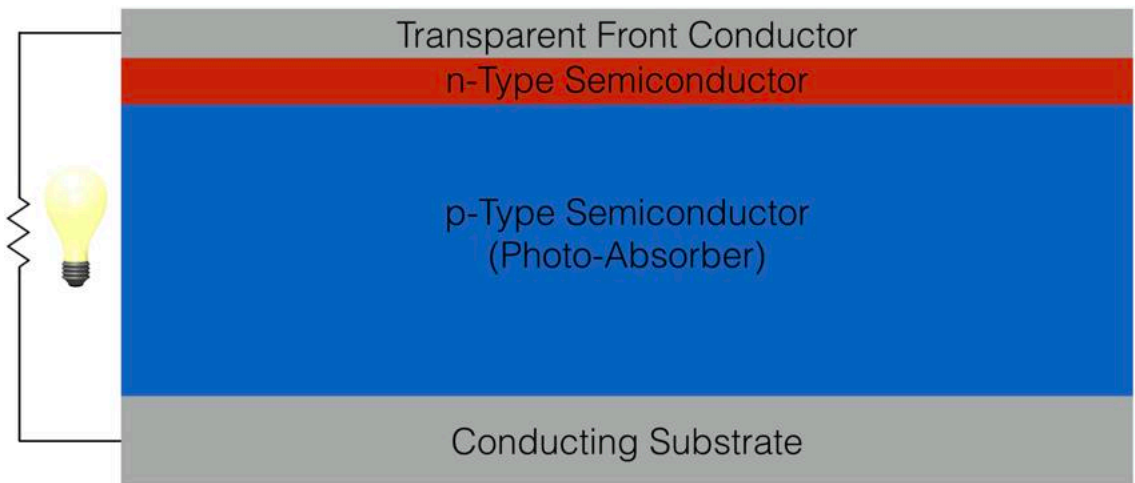 Transparent Front Conductor
n-Type Semiconductor
p-Type Semiconductor
(Photo-Absorber)
Conducting Substrate